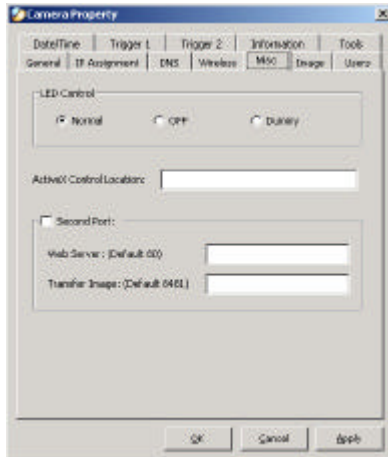 Camera Property
Date/Time Trigger 1 Trigger 2 Information Tools
General IP Assignment DNS Wireless Misc Image Users
LED Control
Normal OFF Dummy
ActiveX Control Location:
Second Port:
Web Server: (Default 80)
Transfer Image: (Default 8481)
OK Cancel Apply